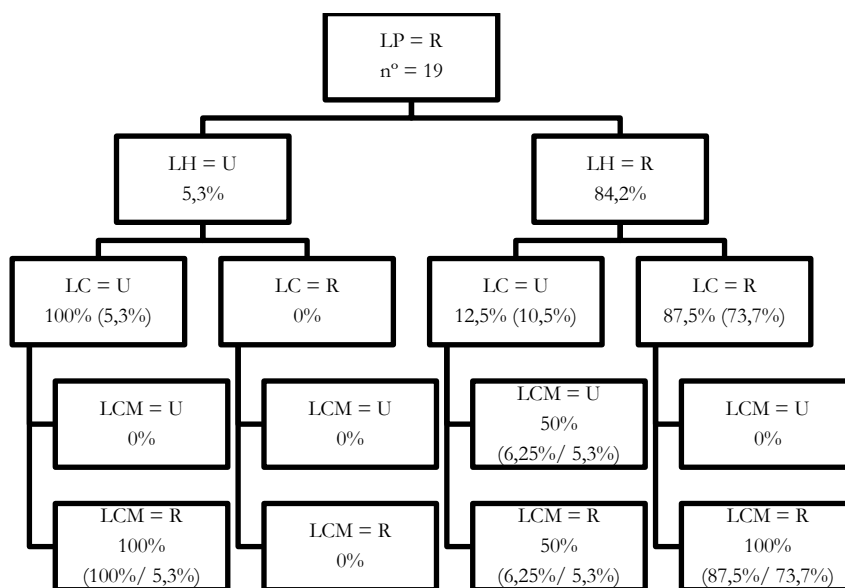 LP = R
nº = 19
LH = U
5,3%
LH = R
84,2%
LC = U
100% (5,3%)
LC = R
0%
LC = U
12,5% (10,5%)
LC = R
87,5% (73,7%)
LCM = U
0%
LCM = U
0%
LCM = U
50%
(6,25%/ 5,3%)
LCM = U
0%
LCM = R
100%
(100%/ 5,3%)
LCM = R
0%
LCM = R
50%
(6,25%/ 5,3%)
LCM = R
100%
(87,5%/ 73,7%)